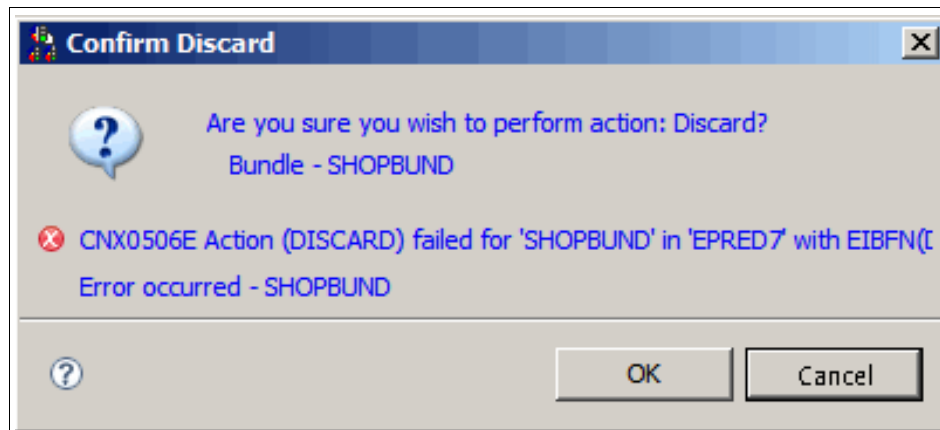 Confirm Discard
Are you sure you wish to perform action: Discard?
Bundle - SHOPBUND
CNX0506E Action (DISCARD) failed for 'SHOPBUND' in 'EPRED7' with EIBFN(
Error occurred - SHOPBUND
OK
Cancel